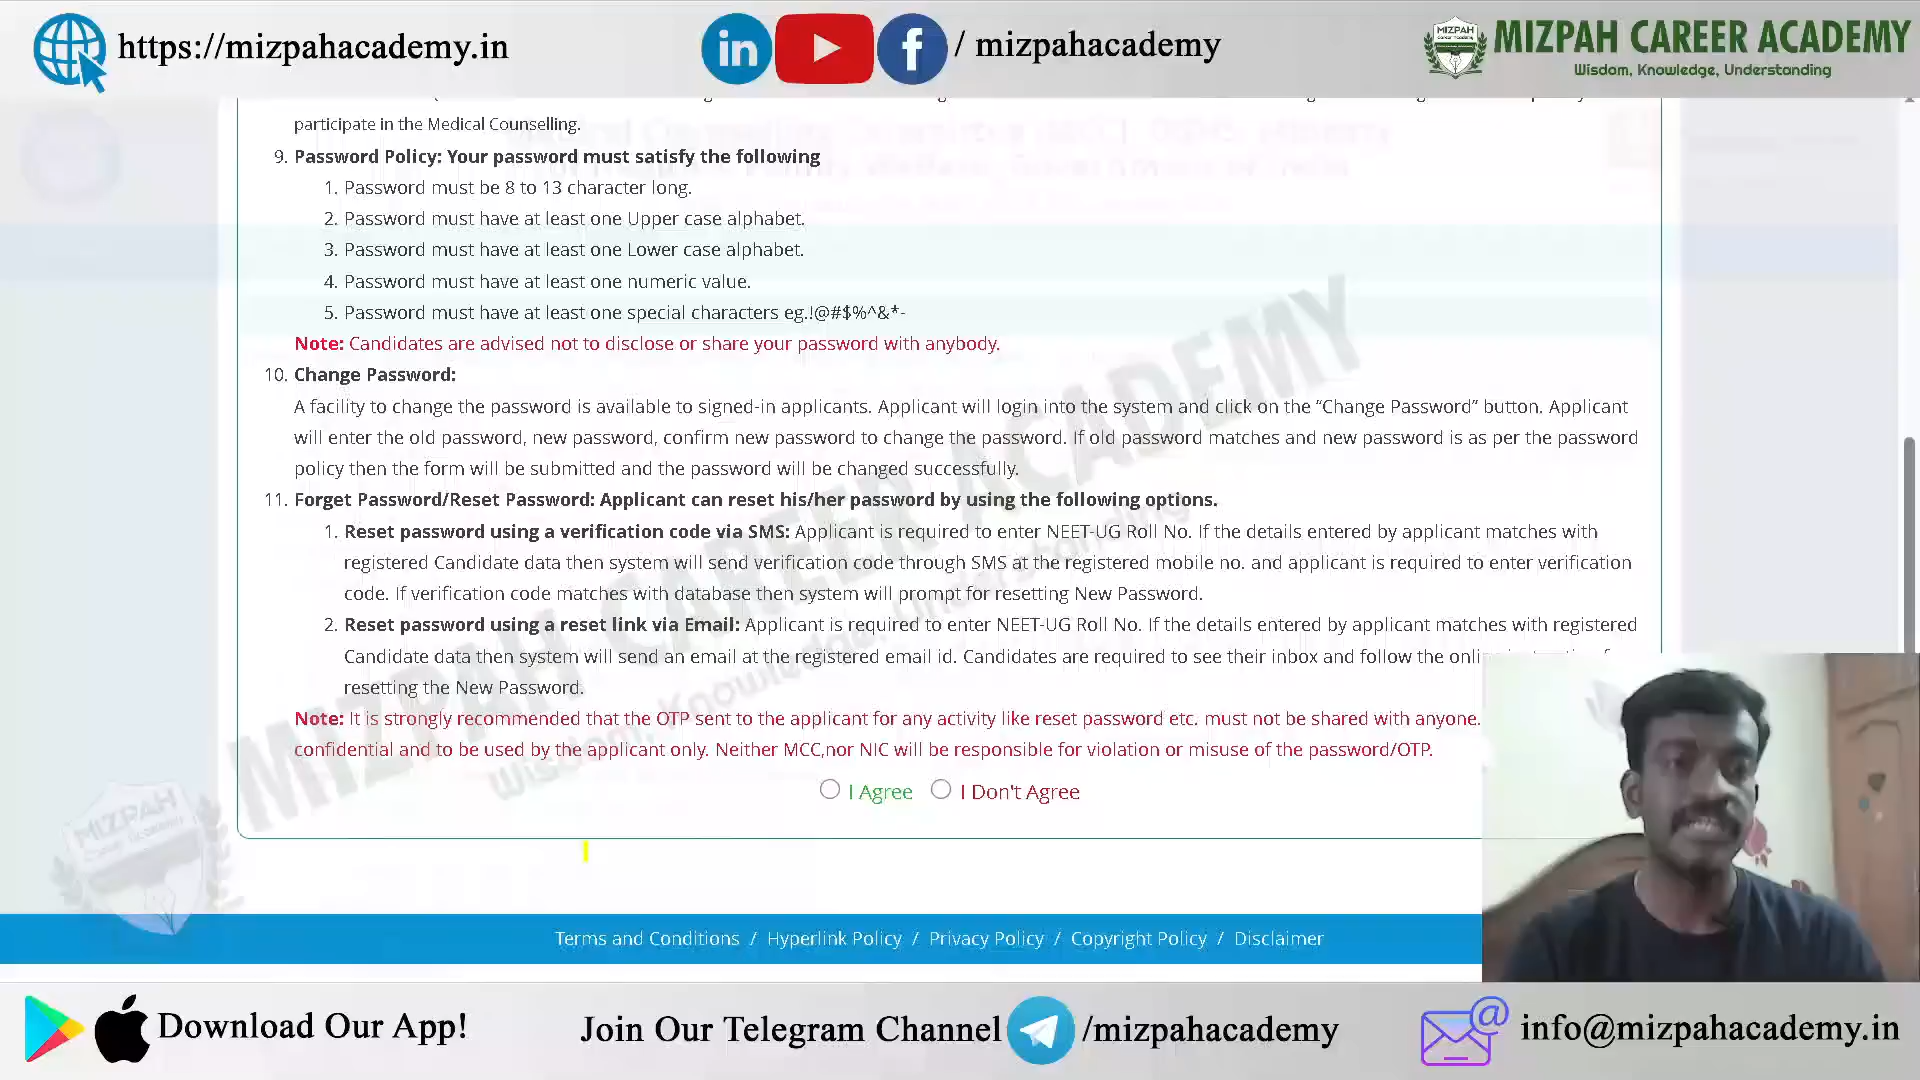 https://mizpahacademy.in
/ mizpahacademy
MIZPAH
MIZPAH CAREER ACADEMY
Wisdom, Knowledge, Understanding
participate in the Medical Counselling.
9. Password Policy: Your password must satisfy the following
1. Password must be 8 to 13 character long.
2. Password must have at least one Upper case alphabet.
3. Password must have at least one Lower case alphabet.
4. Password must have at least one numeric value.
5. Password must have at least one special characters eg.!@#$%^&*-
Note: Candidates are advised not to disclose or share your password with anybody.
10. Change Password:
A facility to change the password is available to signed-in applicants. Applicant will login into the system and click on the “Change Password” button. Applicant
will enter the old password, new password, confirm new password to change the password. If old password matches and new password is as per the password
policy then the form will be submitted and the password will be changed successfully.
11. Forget Password/Reset Password: Applicant can reset his/her password by using the following options.
1. Reset password using a verification code via SMS: Applicant is required to enter NEET-UG Roll No. If the details entered by applicant matches with
registered Candidate data then system will send verification code through SMS at the registered mobile no. and applicant is required to enter verification
code. If verification code matches with database then system will prompt for resetting New Password.
2. Reset password using a reset link via Email: Applicant is required to enter NEET-UG Roll No. If the details entered by applicant matches with registered
Candidate data then system will send an email at the registered email id. Candidates are required to see their inbox and follow the
resetting the New Password.
Note: It is strongly recommended that the OTP sent to the applicant for any activity like reset password etc. must not be shared with anyone.
confidential and to be used by the applicant only. Neither MCC,nor NIC will be responsible for violation or misuse of the password/OTP.
I Agree
I Don't Agree
MIZPAH CAREER ACADEMY
Wisdom, Knowledge, Understanding
MIZPAH
Terms and Conditions / Hyperlink Policy / Privacy Policy / Copyright Policy / Disclaimer
Download Our App!
Join Our Telegram Channel
/mizpahacademy
info@mizpahacademy.in